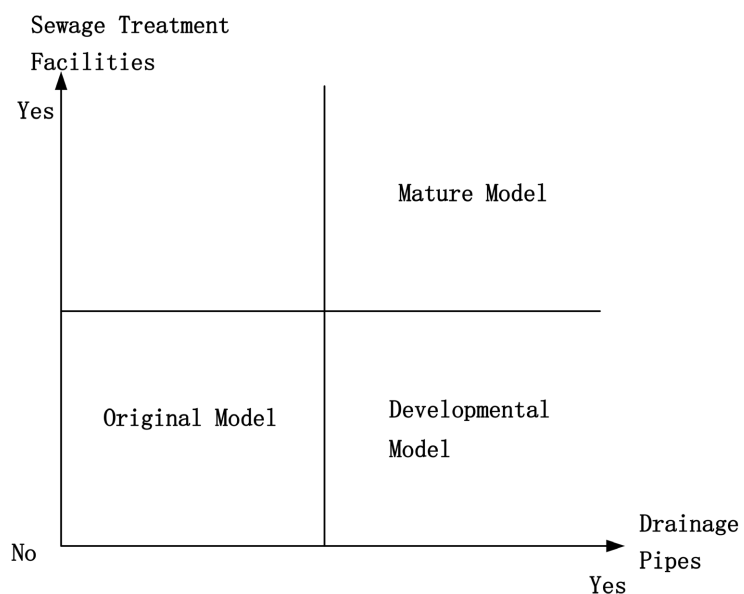 Sewage Treatment
Facilities
Yes
Mature Model
Original Model
Developmental
Model
No
Drainage
Pipes
Yes